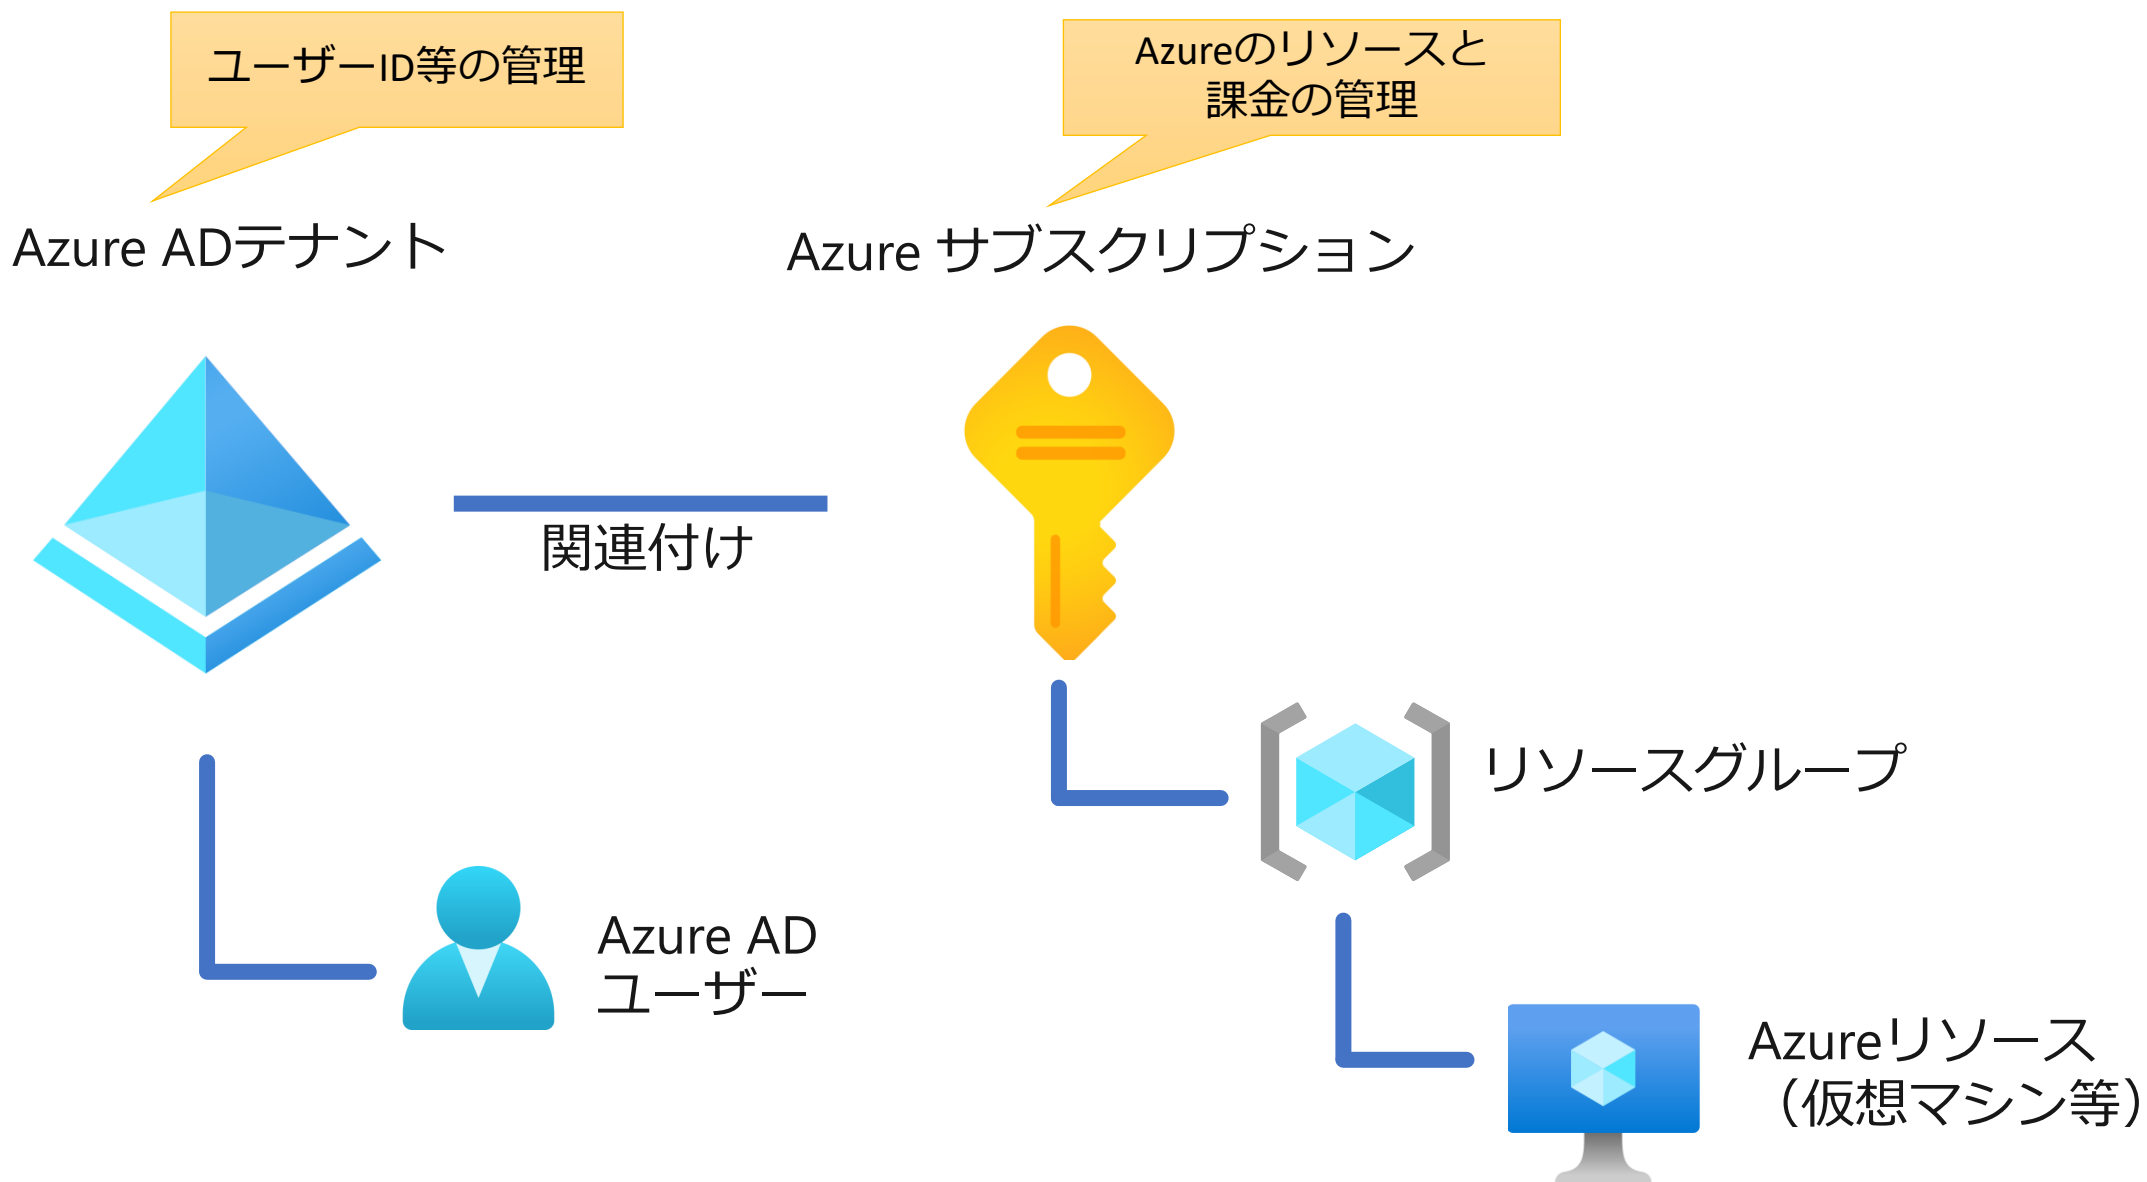 ユーザーID等の管理
Azureのリソースと
課金の管理
Azure ADテナント
Azure サブスクリプション
関連付け
リソースグループ
Azure AD
ユーザー
Azureリソース
（仮想マシン等）